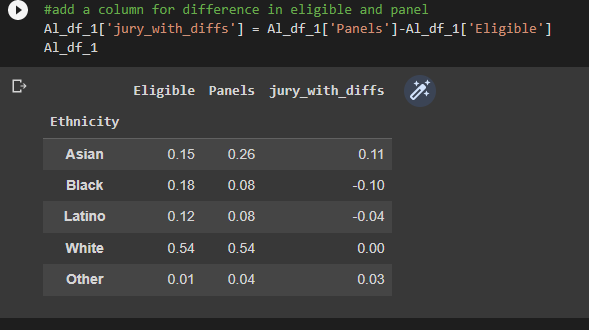 #add a column for difference in eligible and panel
Al_df_1['jury_with_diffs'] = Al_df_1['Panels']-Al_df_1['Eligible']
Al_df_1
Eligible Panels jury_with_diffs
Ethnicity
Asian 0.15 0.26 0.11
Black 0.18 0.08 -0.10
Latino 0.12 0.08 -0.04
White 0.54 0.54 0.00
Other 0.01 0.04 0.03